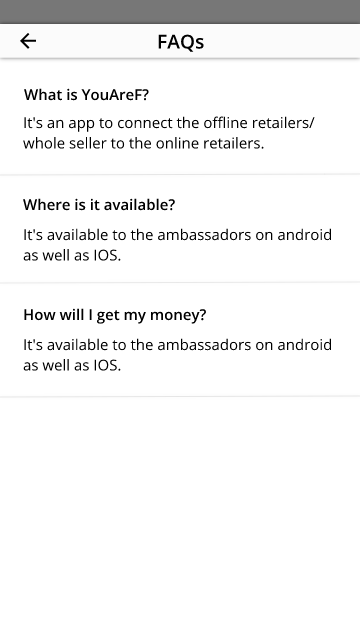 FAQs
What is YouAreF?
It's an app to connect the offline retailers/
whole seller to the online retailers.
Where is it available?
It's available to the ambassadors on android
as well as IOS.
How will I get my money?
It's available to the ambassadors on android
as well as IOS.